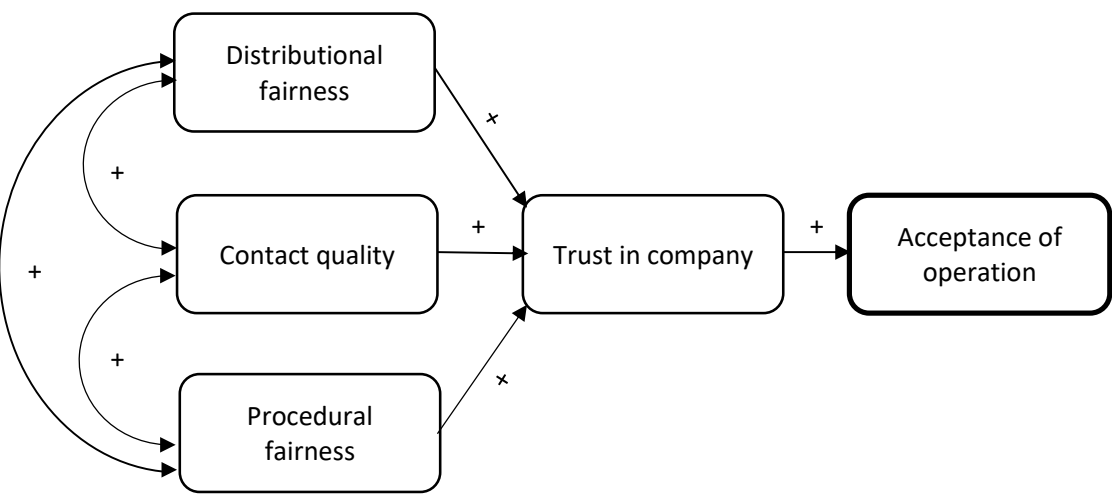 Distributional
fairness
+
+
Contact quality
+
Trust in company
+
Acceptance of
operation
+
+
Procedural
fairness
+